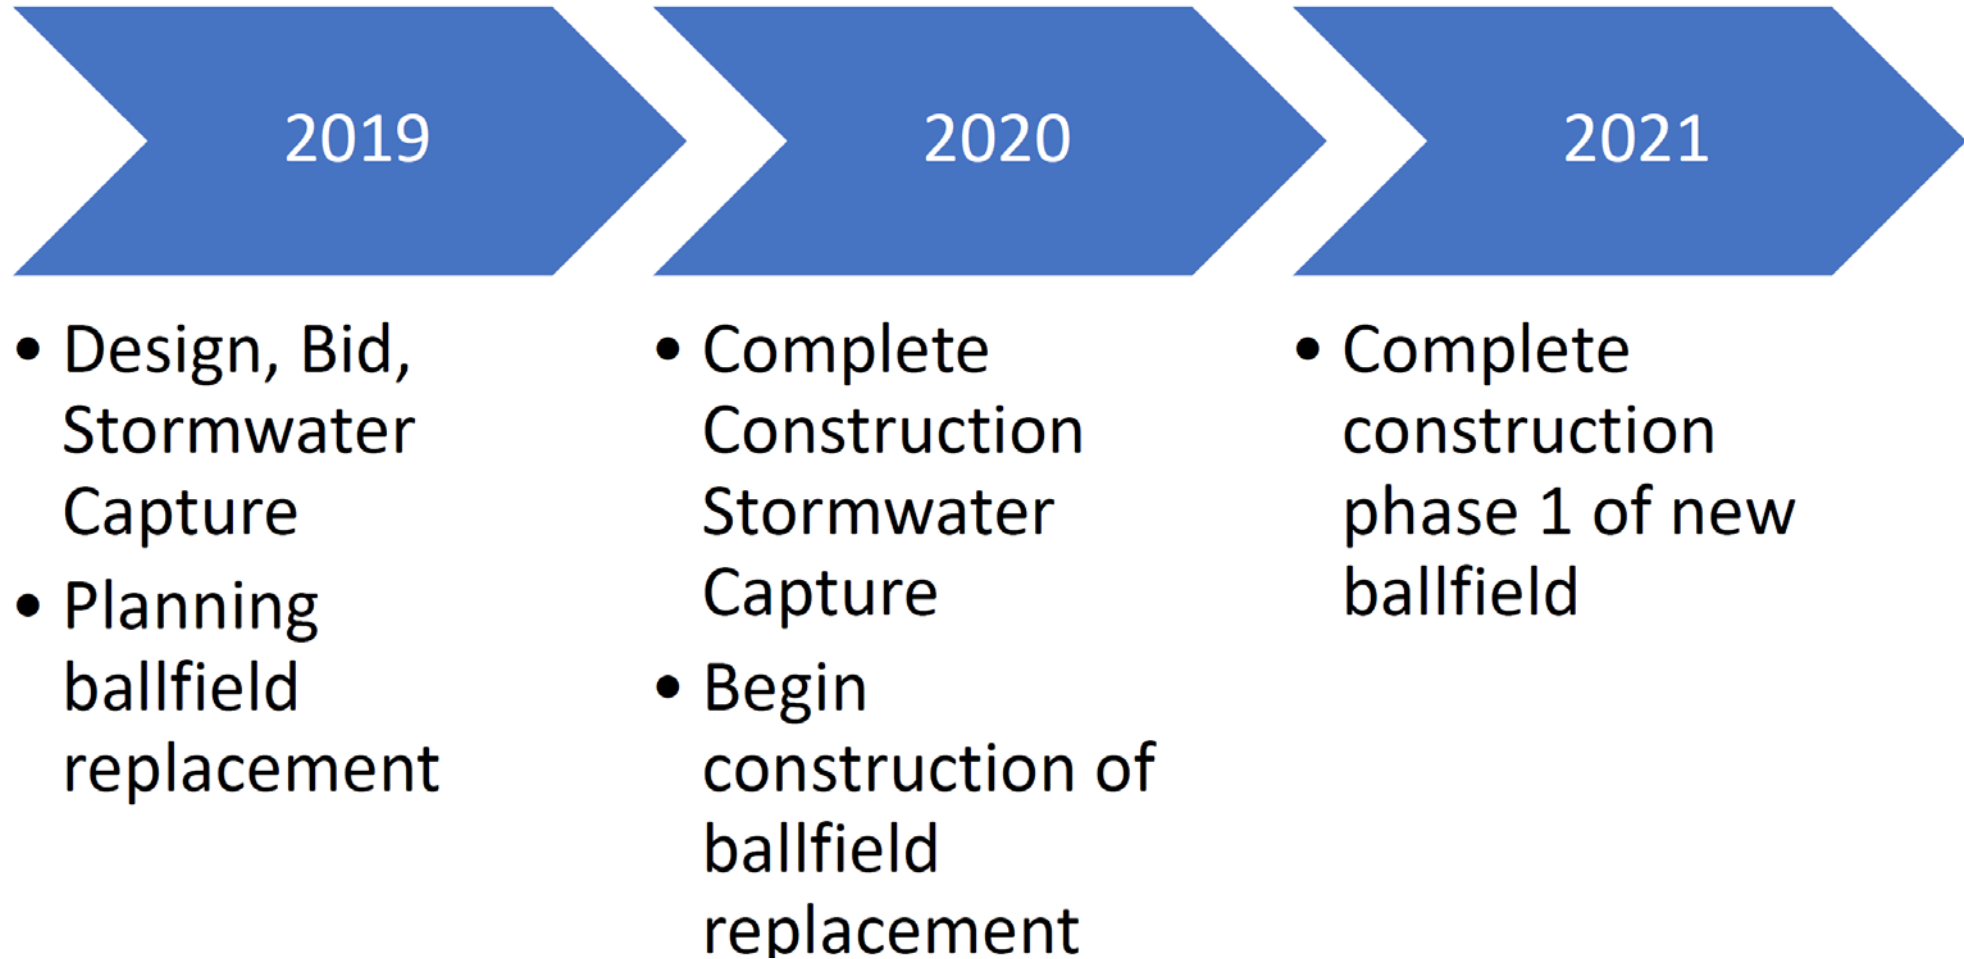 2019
• Design, Bid,
Stormwater
Capture
• Planning
ballfield
replacement
2020
• Complete
Construction
Stormwater
Capture
• Begin
construction of
ballfield
replacement
2021
• Complete
construction
phase 1 of new
ballfield